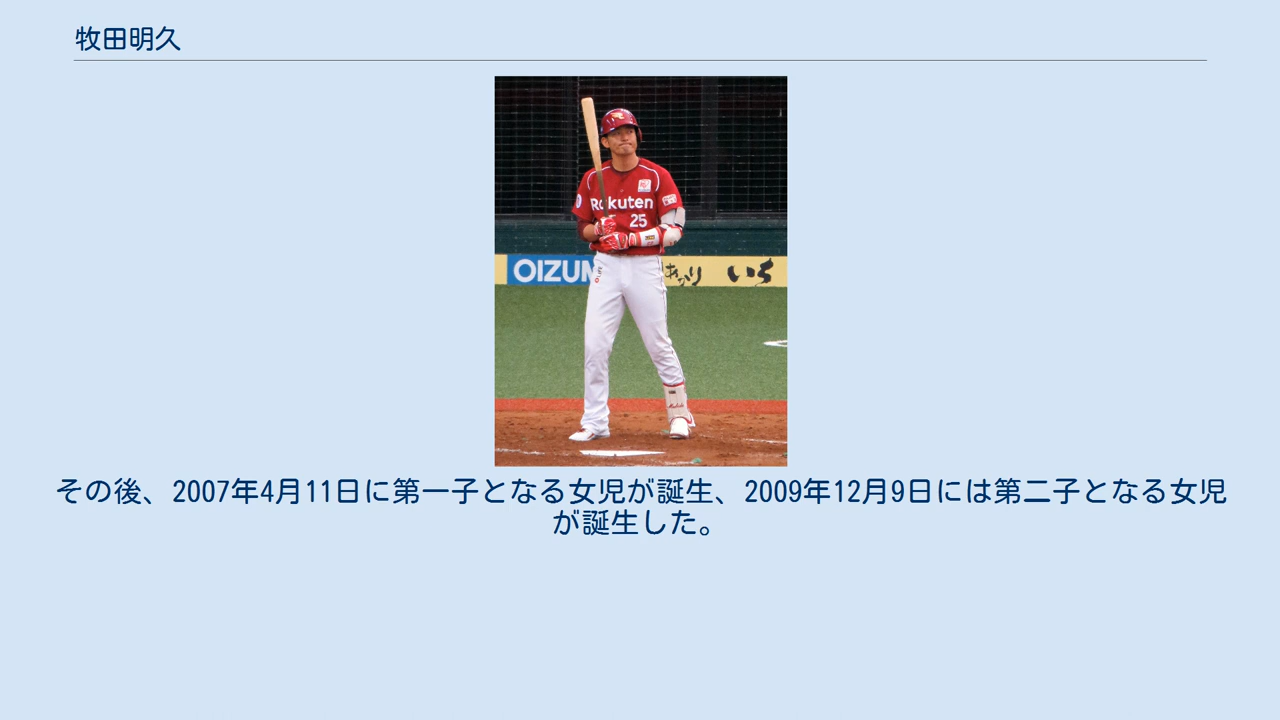 牧田明久
Rakuten
25
OIZUM
あかり いち
その後、2007年4月11日に第一子となる女児が誕生、2009年12月9日には第二子となる女児
が誕生した。